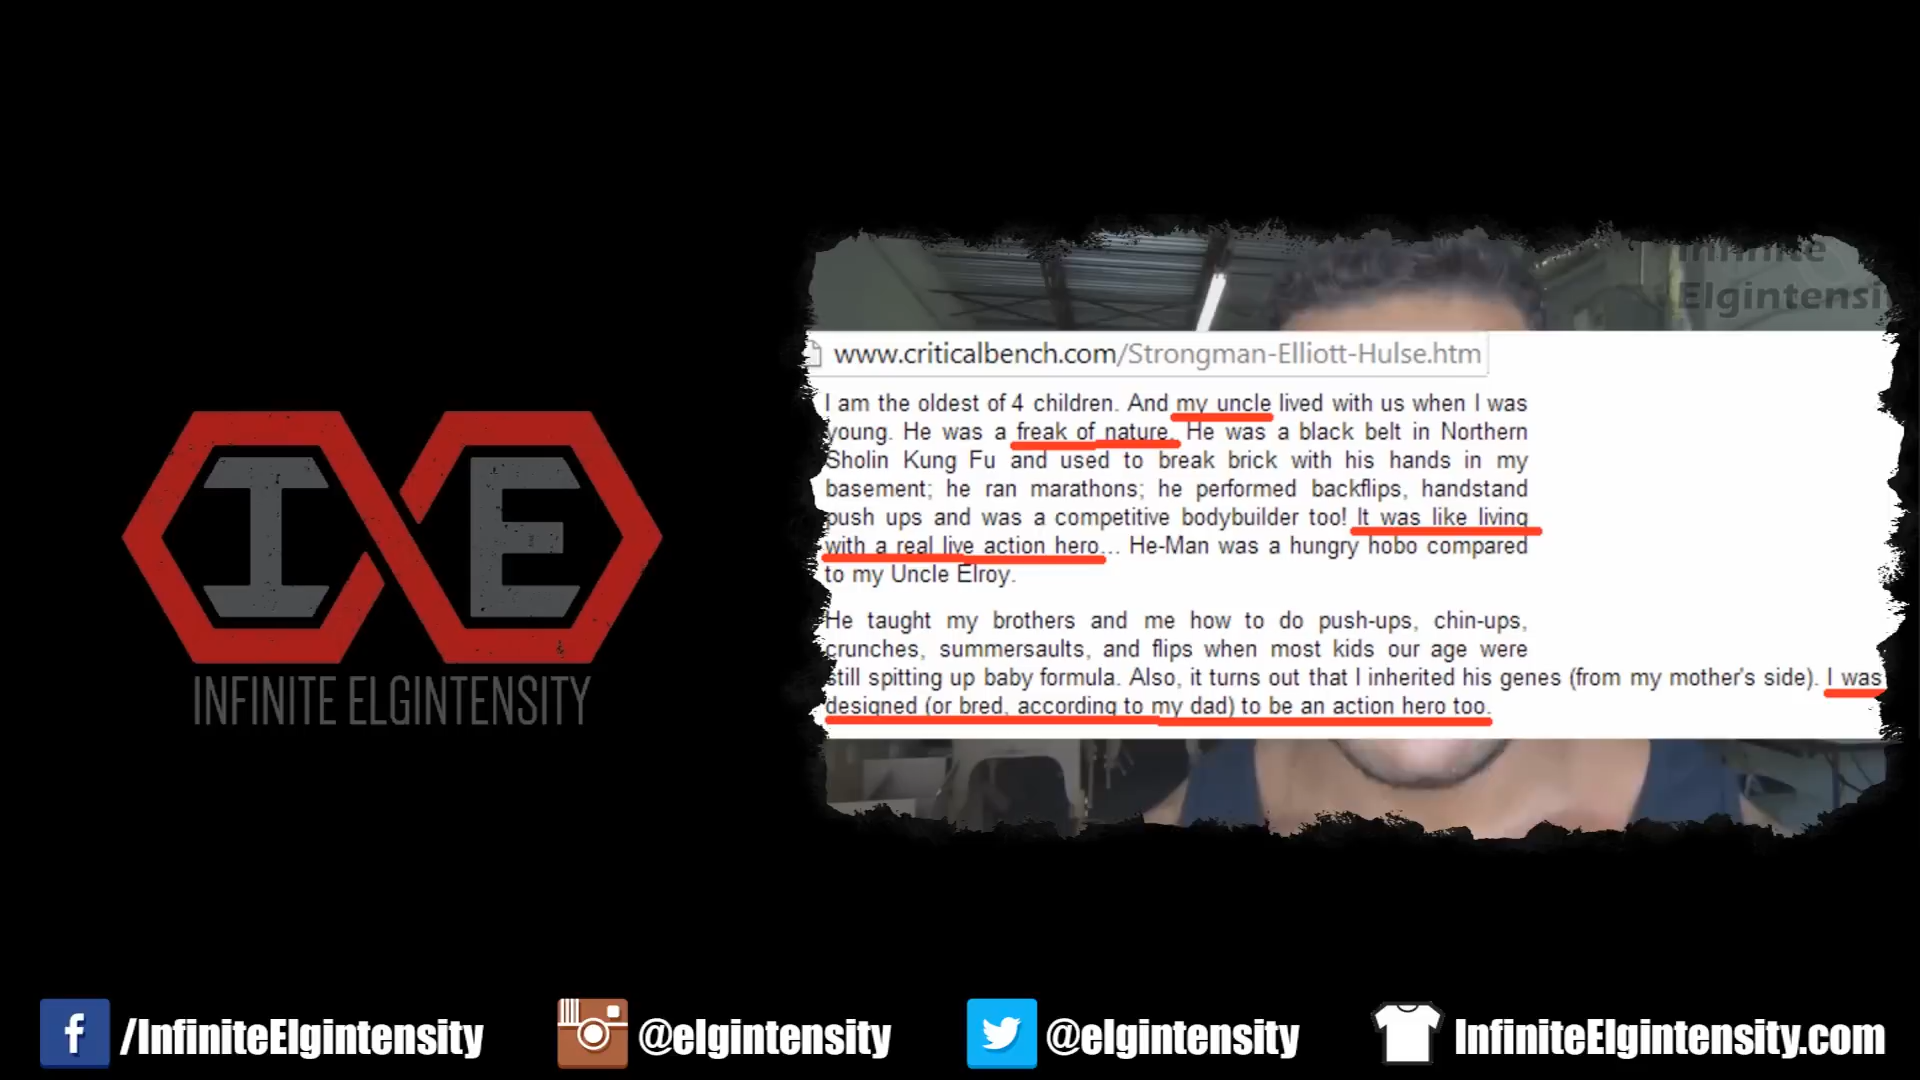 Infinite
Elgintensi
www.criticalbench.com/Strongman-Elliott-Hulse.htm
I am the oldest of 4 children. And my uncle lived with us when I was
young. He was a freak of nature. He was a black belt in Northern
Sholin Kung Fu and used to break brick with his hands in my
basement; he ran marathons; he performed backflips, handstand
push ups and was a competitive bodybuilder too! It was like living
with a real live action hero... He-Man was a hungry hobo compared
to my Uncle Elroy.
He taught my brothers and me how to do push-ups, chin-ups,
crunches, summersaults, and flips when most kids our age were
still spitting up baby formula. Also, it turns out that I inherited his genes (from my mother's side). I was
designed (or bred, according to my dad) to be an action hero too.
IE
INFINITE ELGINTENSITY
f /InfiniteElgintensity
@elgintensity
@elgintensity
InfiniteElgintensity.com